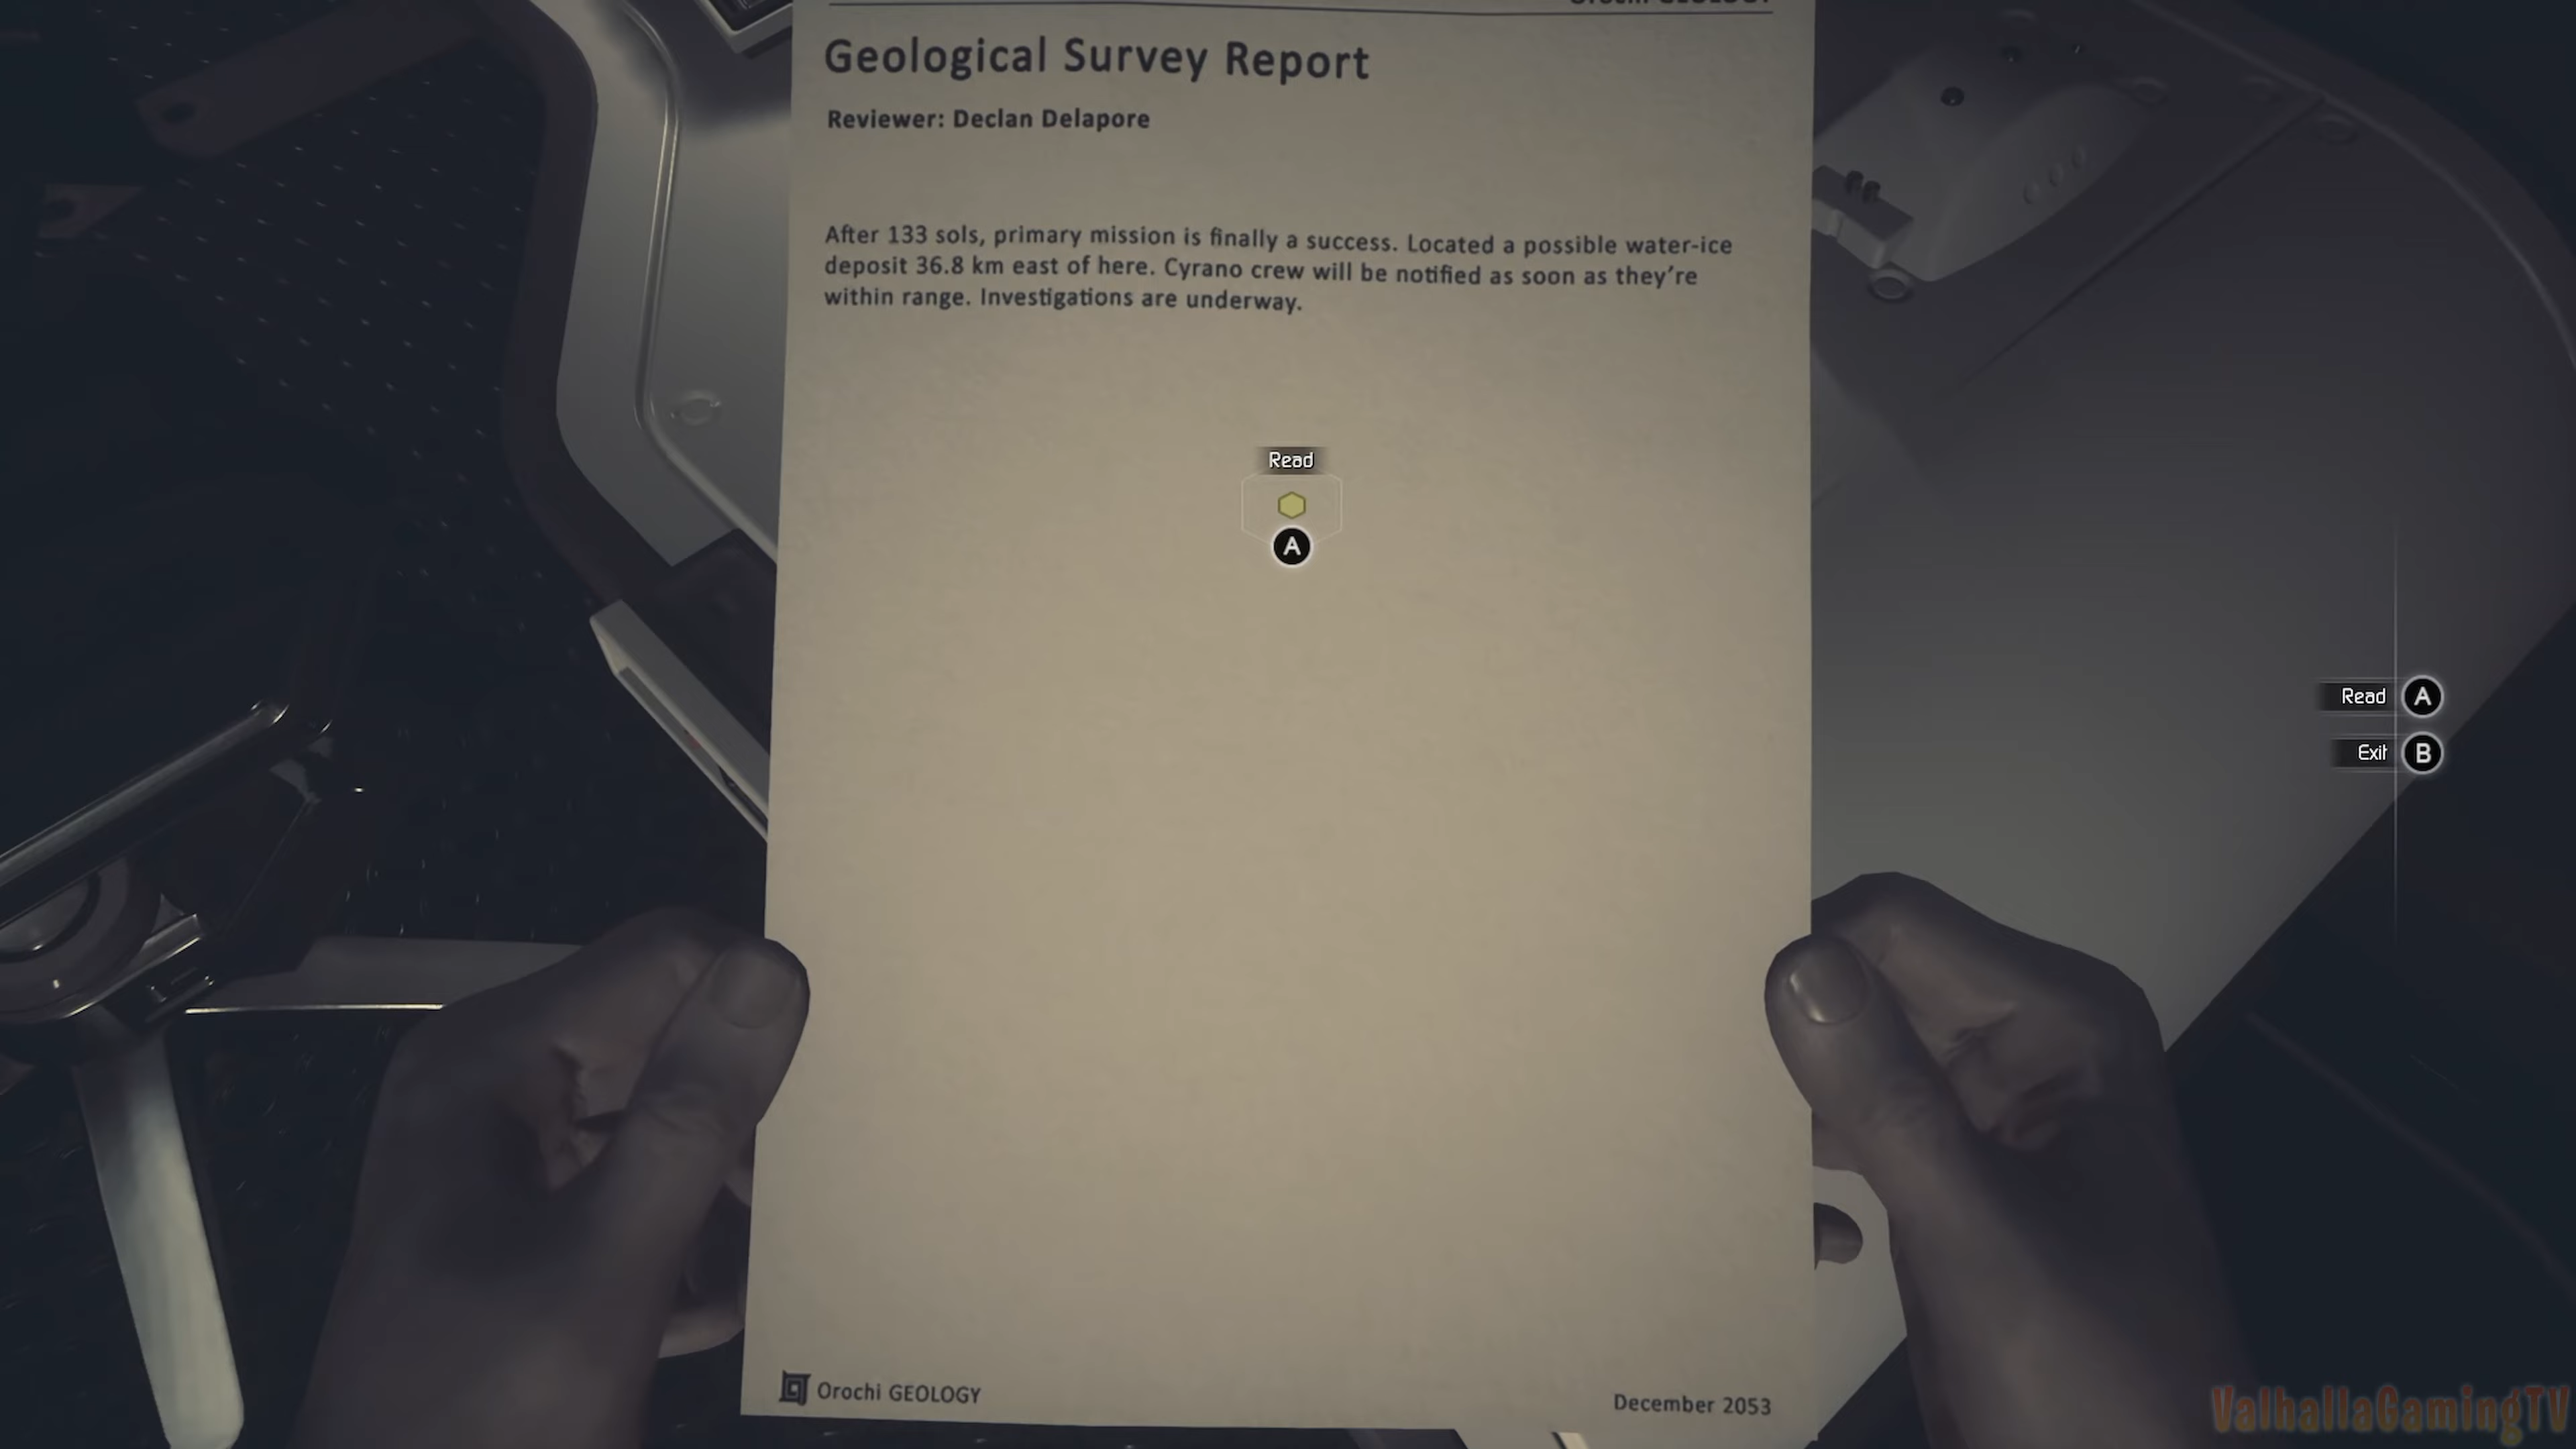 Orochi GEOLOGY
Geological Survey Report
Reviewer: Declan Delapore
After 133 sols, primary mission is finally a success. Located a possible water-ice
deposit 36.8 km east of here. Cyrano crew will be notified as soon as they're
within range. Investigations are underway.
Read
A
Read A
Exit B
Orochi GEOLOGY
December 2053
ValhallaGamingTV